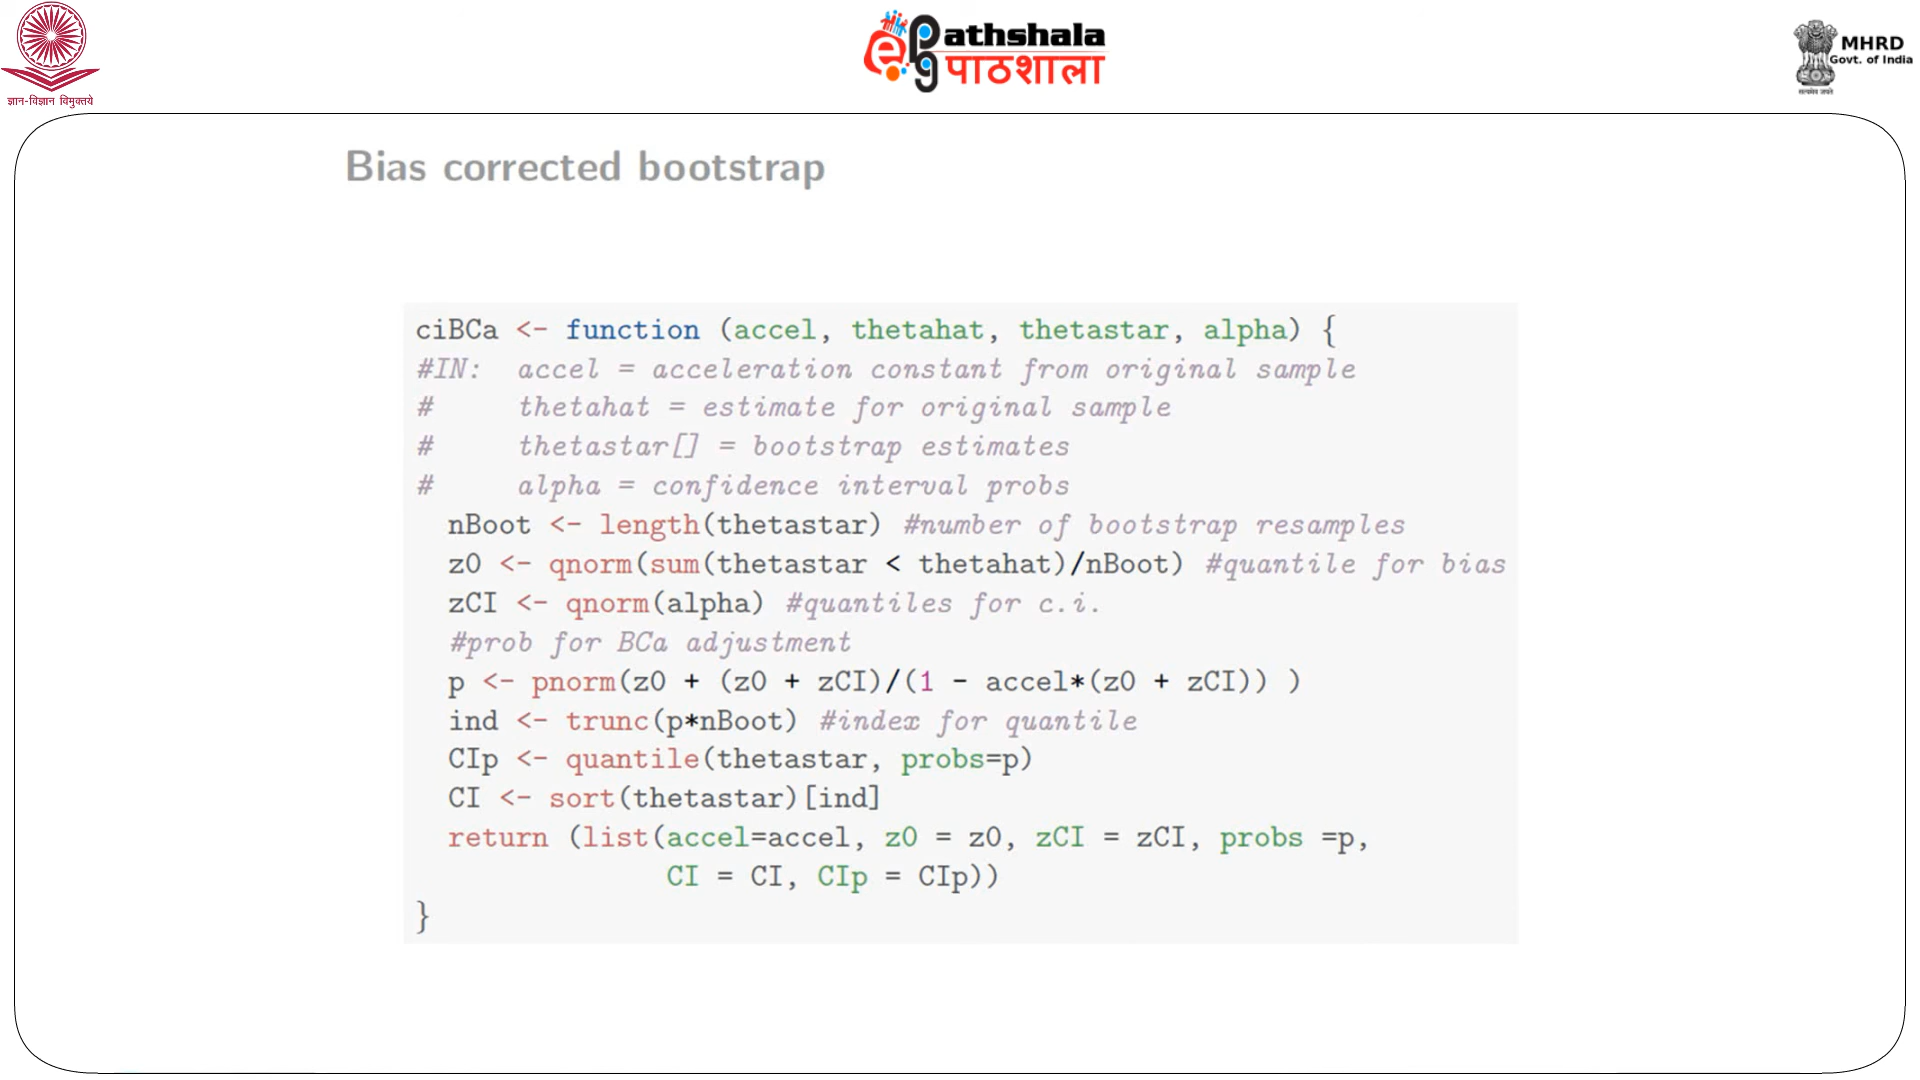 ज्ञान-विज्ञान विमुक्तये
ePathshala
पाठशाला
MHRD
Govt. of India
सत्यमेव जयते
Bias corrected bootstrap
ciBCa <- function (accel, thetahat, thetastar, alpha) {
#IN:  accel = acceleration constant from original sample
#     thetahat = estimate for original sample
#     thetastar[] = bootstrap estimates
#     alpha = confidence interval probs
  nBoot <- length(thetastar) #number of bootstrap resamples
  z0 <- qnorm(sum(thetastar < thetahat)/nBoot) #quantile for bias
  zCI <- qnorm(alpha) #quantiles for c.i.
  #prob for BCa adjustment
  p <- pnorm(z0 + (z0 + zCI)/(1 - accel*(z0 + zCI)) )
  ind <- trunc(p*nBoot) #index for quantile
  CIp <- quantile(thetastar, probs=p)
  CI <- sort(thetastar)[ind]
  return (list(accel=accel, z0 = z0, zCI = zCI, probs =p,
               CI = CI, CIp = CIp))
}